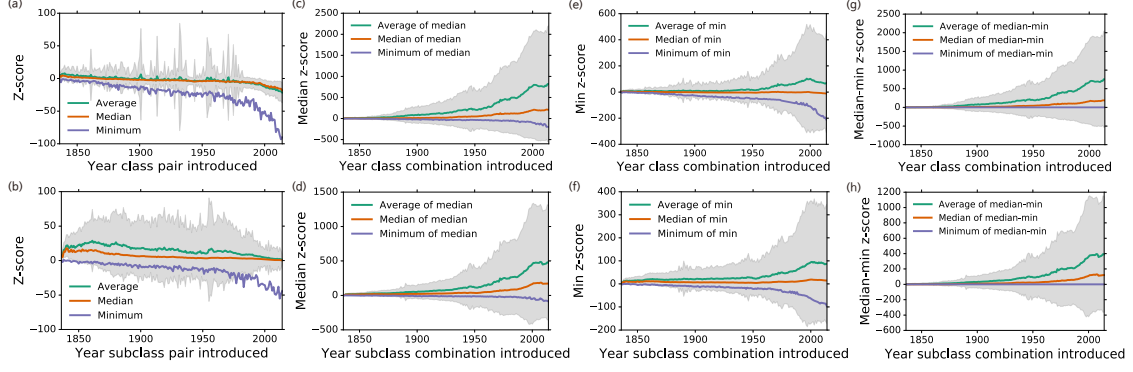 (a)
100
50
0
−50
−100
Z-score
Average
Median
Minimum
1850
1900
1950
2000
Year class pair introduced
(c)
2500
2000
1500
1000
500
0
−500
Median z-score
Average of median
Median of median
Minimum of median
1850
1900
1950
2000
Year class combination introduced
(e)
600
400
200
0
−200
−400
Min z-score
Average of min
Median of min
Minimum of min
1850
1900
1950
2000
Year class combination introduced
(g)
2500
2000
1500
1000
500
0
−500
−1000
Median-min z-score
Average of median-min
Median of median-min
Minimum of median-min
1850
1900
1950
2000
Year class combination introduced
(b)
100
50
0
−50
−100
Z-score
Average
Median
Minimum
1850
1900
1950
2000
Year subclass pair introduced
(d)
1500
1000
500
0
−500
Median z-score
Average of median
Median of median
Minimum of median
1850
1900
1950
2000
Year subclass combination introduced
(f)
400
300
200
100
0
−100
−200
Min z-score
Average of min
Median of min
Minimum of min
1850
1900
1950
2000
Year subclass combination introduced
(h)
1200
1000
800
600
400
200
0
−200
−400
−600
Median-min z-score
Average of median-min
Median of median-min
Minimum of median-min
1850
1900
1950
2000
Year subclass combination introduced